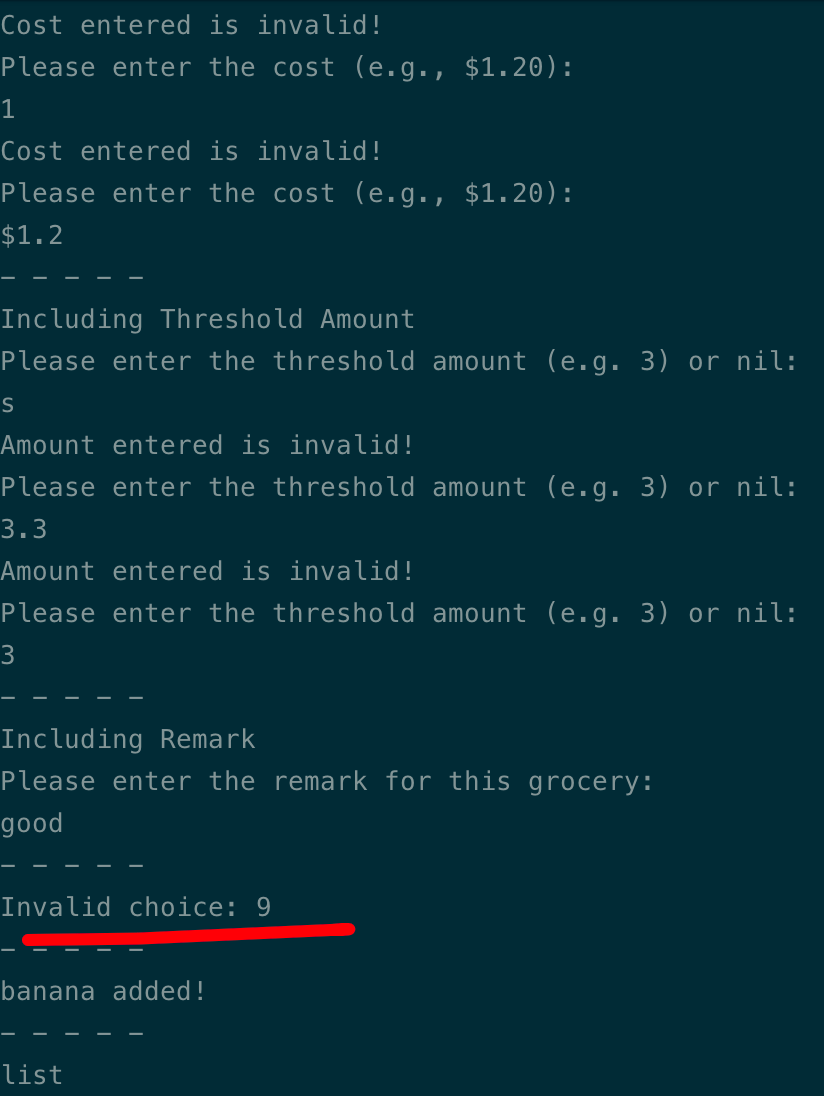 Cost entered is invalid!
Please enter the cost (e.g., $1.20):
1
Cost entered is invalid!
Please enter the cost (e.g., $1.20):
$1.2
- - - - -
Including Threshold Amount
Please enter the threshold amount (e.g. 3) or nil:
s
Amount entered is invalid!
Please enter the threshold amount (e.g. 3) or nil:
3.3
Amount entered is invalid!
Please enter the threshold amount (e.g. 3) or nil:
3
- - - - -
Including Remark
Please enter the remark for this grocery:
good
- - - - -
Invalid choice: 9
- - - - -
banana added!
- - - - -
list